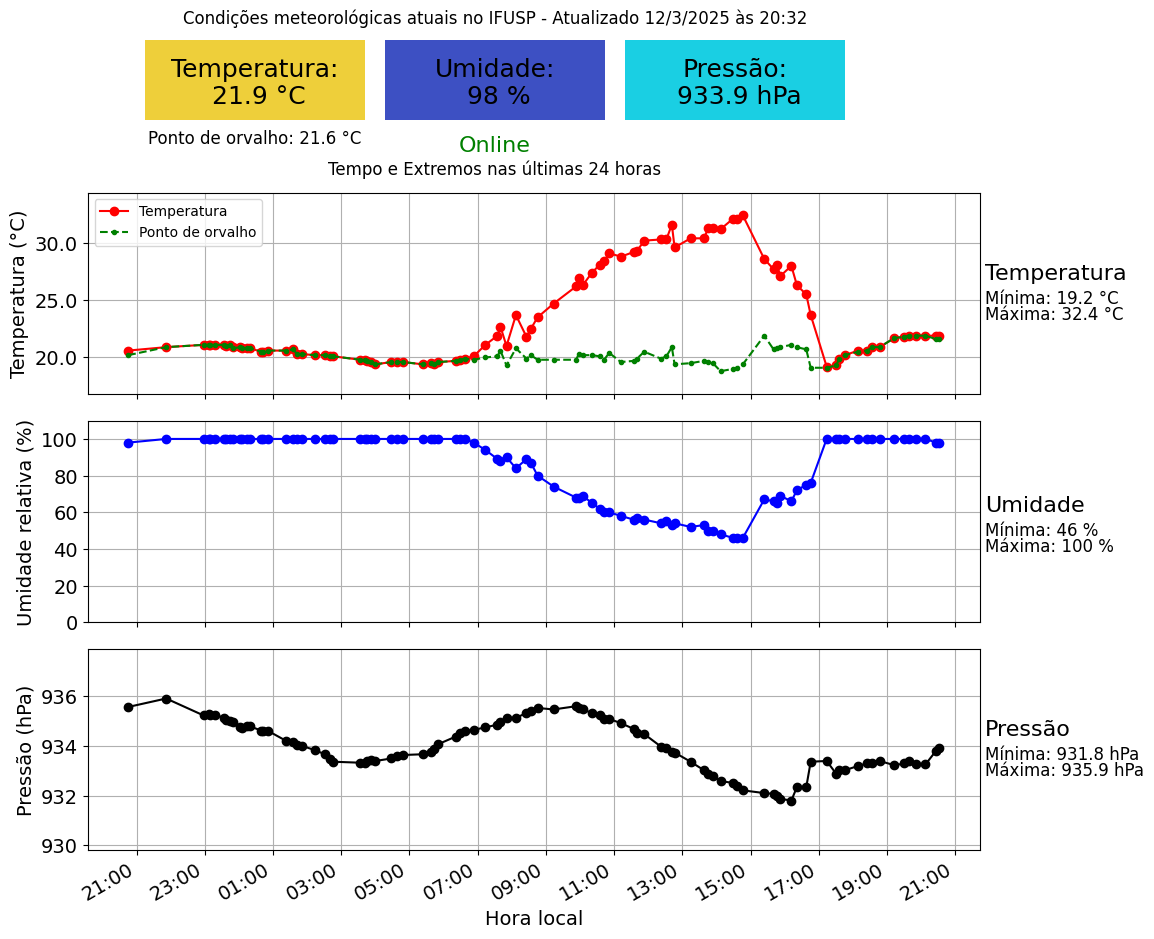 Condições meteorológicas atuais no IFUSP - Atualizado 12/3/2025 às 20:32
Temperatura:
21.9 °C
Umidade:
98 %
Pressão:
933.9 hPa
Ponto de orvalho: 21.6 °C
Online
Tempo e Extremos nas últimas 24 horas
Temperatura (°C)
30.0
25.0
20.0
Temperatura
Ponto de orvalho
Temperatura
Mínima: 19.2 °C
Máxima: 32.4 °C
Umidade relativa (%)
100
80
60
40
20
0
Umidade
Mínima: 46 %
Máxima: 100 %
Pressão (hPa)
936
934
932
930
Pressão
Mínima: 931.8 hPa
Máxima: 935.9 hPa
21:00 23:00 01:00 03:00 05:00 07:00 09:00 11:00 13:00 15:00 17:00 19:00 21:00
Hora local